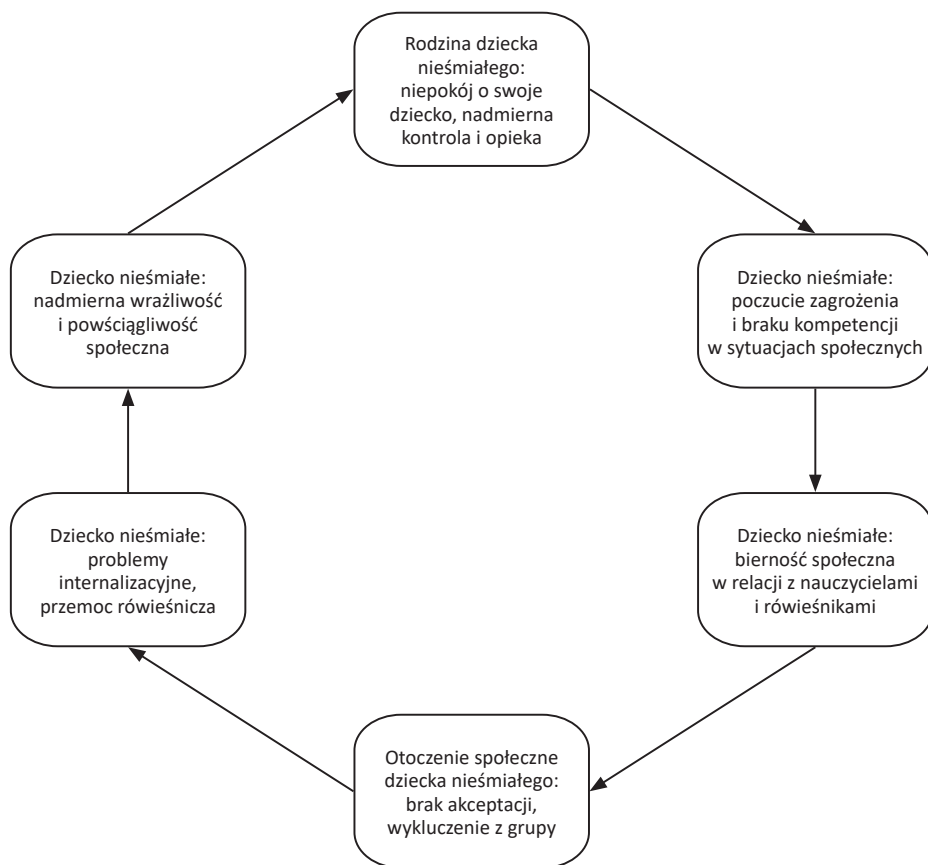 Rodzina dziecka
nieśmiałego:
niepokój o swoje
dziecko, nadmierna
kontrola i opieka
Dziecko nieśmiałe:
nadmierna wrażliwość
i powściągliwość
społeczna
Dziecko nieśmiałe:
poczucie zagrożenia
i braku kompetencji
w sytuacjach społecznych
Dziecko nieśmiałe:
problemy
internalizacyjne,
przemoc rówieśnicza
Dziecko nieśmiałe:
bierność społeczna
w relacji z nauczycielami
i rówieśnikami
Otoczenie społeczne
dziecka nieśmiałego:
brak akceptacji,
wykluczenie z grupy